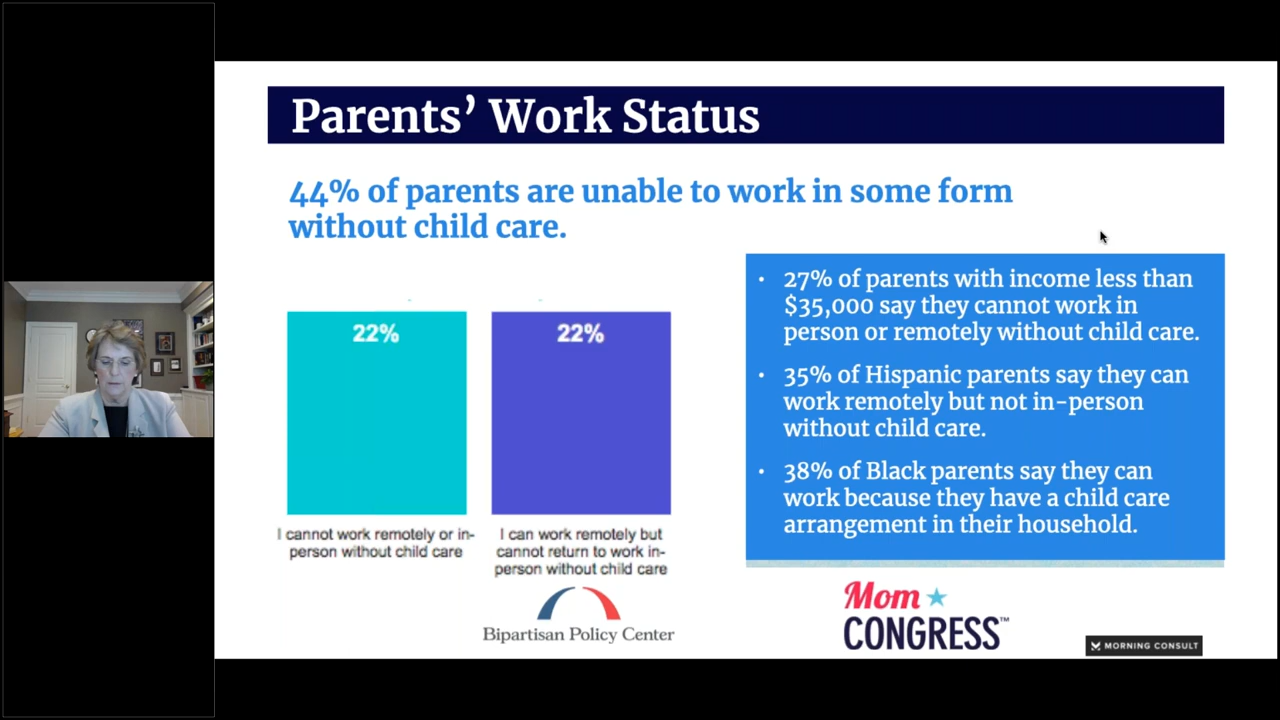 Parents’ Work Status
44% of parents are unable to work in some form
without child care.
22%
22%
I cannot work remotely or in-
person without child care
I can work remotely but
cannot return to work in-
person without child care
• 27% of parents with income less than
$35,000 say they cannot work in
person or remotely without child care.
• 35% of Hispanic parents say they can
work remotely but not in-person
without child care.
• 38% of Black parents say they can
work because they have a child care
arrangement in their household.
Bipartisan Policy Center
Mom
CONGRESS™
MORNING CONSULT